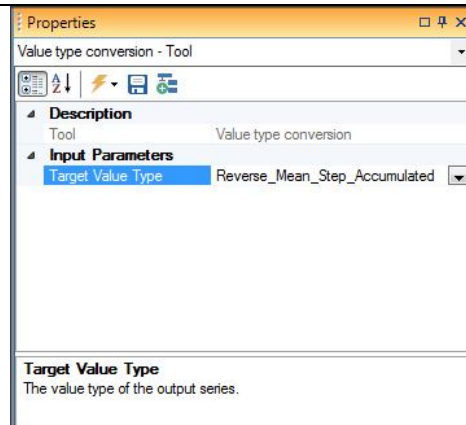 Properties
Value type conversion - Tool
Description
Tool Value type conversion
Input Parameters
Target Value Type Reverse_Mean_Step_Accumulated
Target Value Type
The value type of the output series.